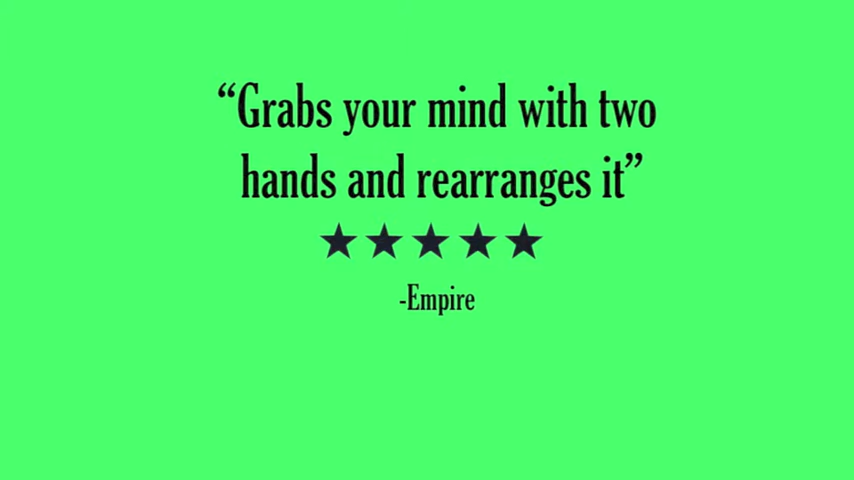 “Grabs your mind with two
hands and rearranges it”
★★★★★
-Empire